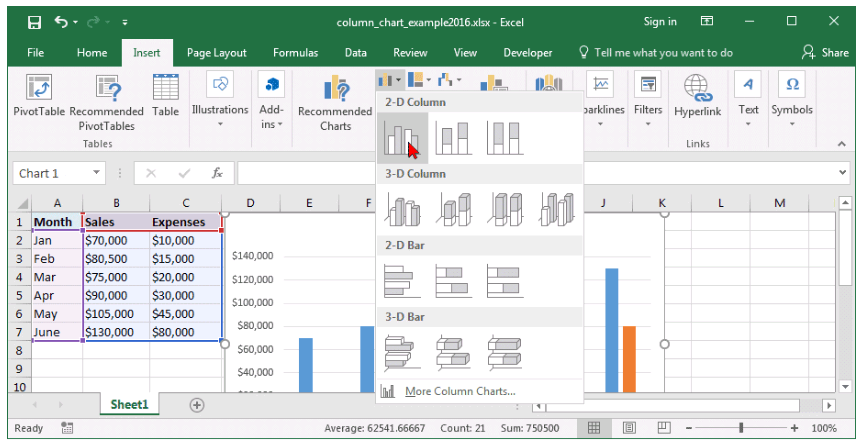 column_chart_example2016.xlsx - Excel
Sign in
File Home Insert Page Layout Formulas Data Review View Developer Tell me what you want to do Share
PivotTable Recommended PivotTables Table Illustrations Add-ins Recommended Charts arklines Filters Hyperlink Text Symbols
Tables Links
2-D Column
3-D Column
2-D Bar
3-D Bar
More Column Charts...
Chart 1 fx
A B C D E F J K L M
1 Month Sales Expenses
2 Jan $70,000 $10,000
3 Feb $80,500 $15,000
4 Mar $75,000 $20,000
5 Apr $90,000 $30,000
6 May $105,000 $45,000
7 June $130,000 $80,000
8
9
10
$140,000
$120,000
$100,000
$80,000
$60,000
$40,000
Sheet1
Ready Average: 62541.66667 Count: 21 Sum: 750500 100%